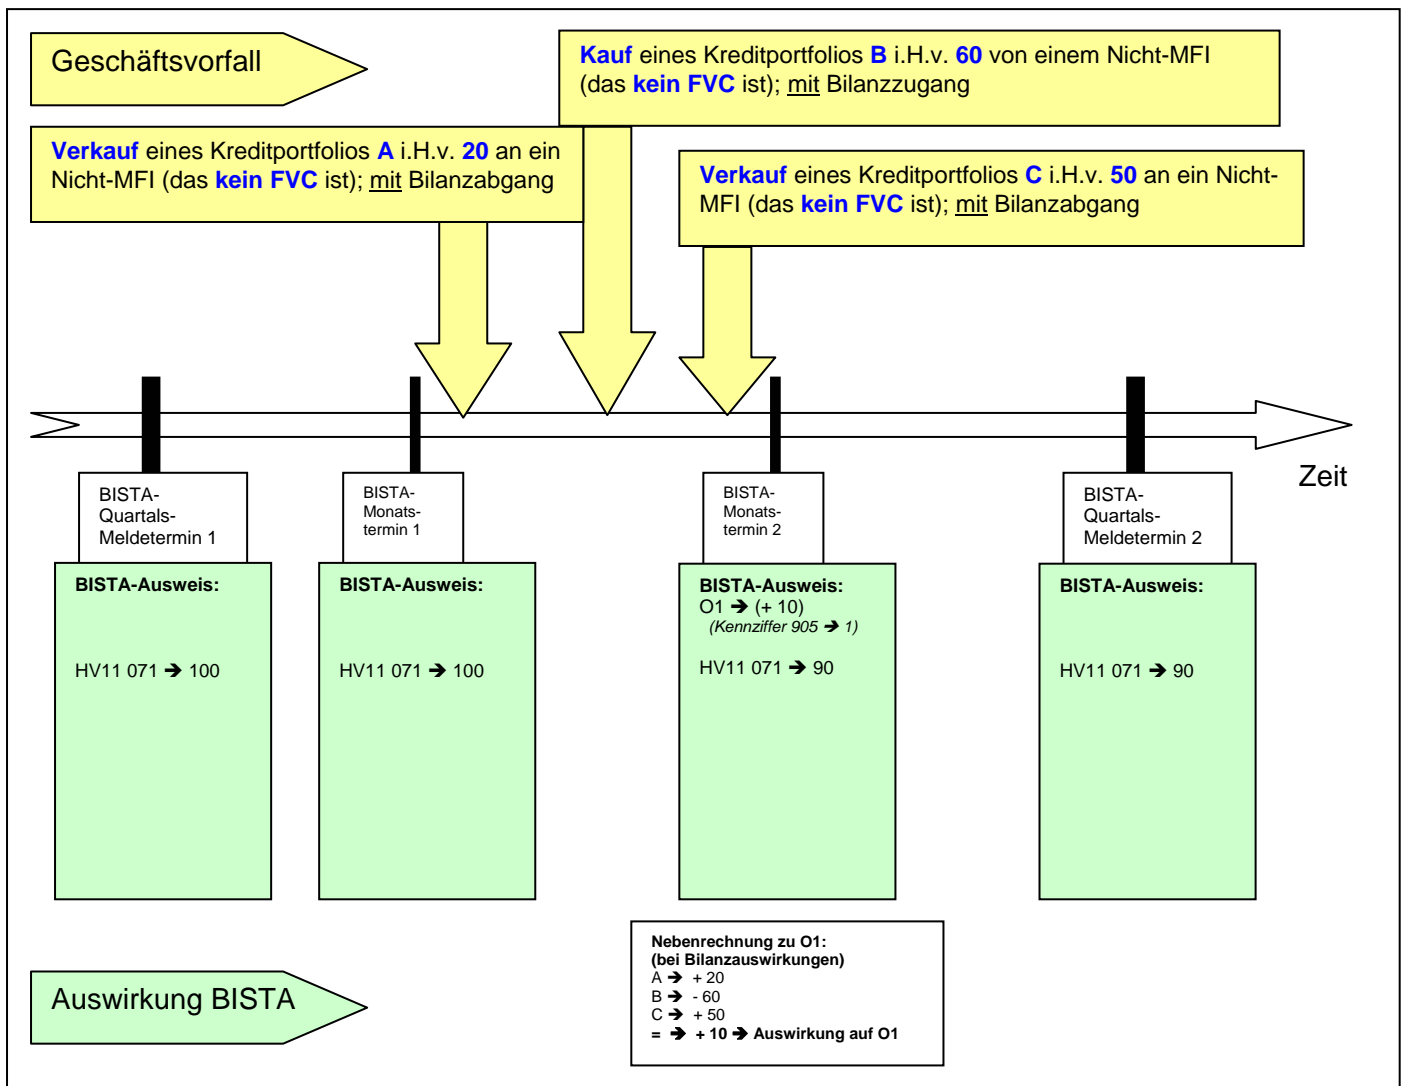 Geschäftsvorfall
Kauf eines Kreditportfolios B i.H.v. 60 von einem Nicht-MFI
(das kein FVC ist); mit Bilanzzugang
Verkauf eines Kreditportfolios A i.H.v. 20 an ein
Nicht-MFI (das kein FVC ist); mit Bilanzabgang
Verkauf eines Kreditportfolios C i.H.v. 50 an ein Nicht-
MFI (das kein FVC ist); mit Bilanzabgang
Zeit
BISTA-
Quartals-
Meldetermin 1
BISTA-
Monats-
termin 1
BISTA-
Monats-
termin 2
BISTA-
Quartals-
Meldetermin 2
BISTA-Ausweis:
HV11 071 ➔ 100
BISTA-Ausweis:
HV11 071 ➔ 100
BISTA-Ausweis:
O1 ➔ (+ 10)
(Kennziffer 905 ➔ 1)
HV11 071 ➔ 90
BISTA-Ausweis:
HV11 071 ➔ 90
Nebenrechnung zu O1:
(bei Bilanzauswirkungen)
A ➔ + 20
B ➔ - 60
C ➔ + 50
= ➔ + 10 ➔ Auswirkung auf O1
Auswirkung BISTA